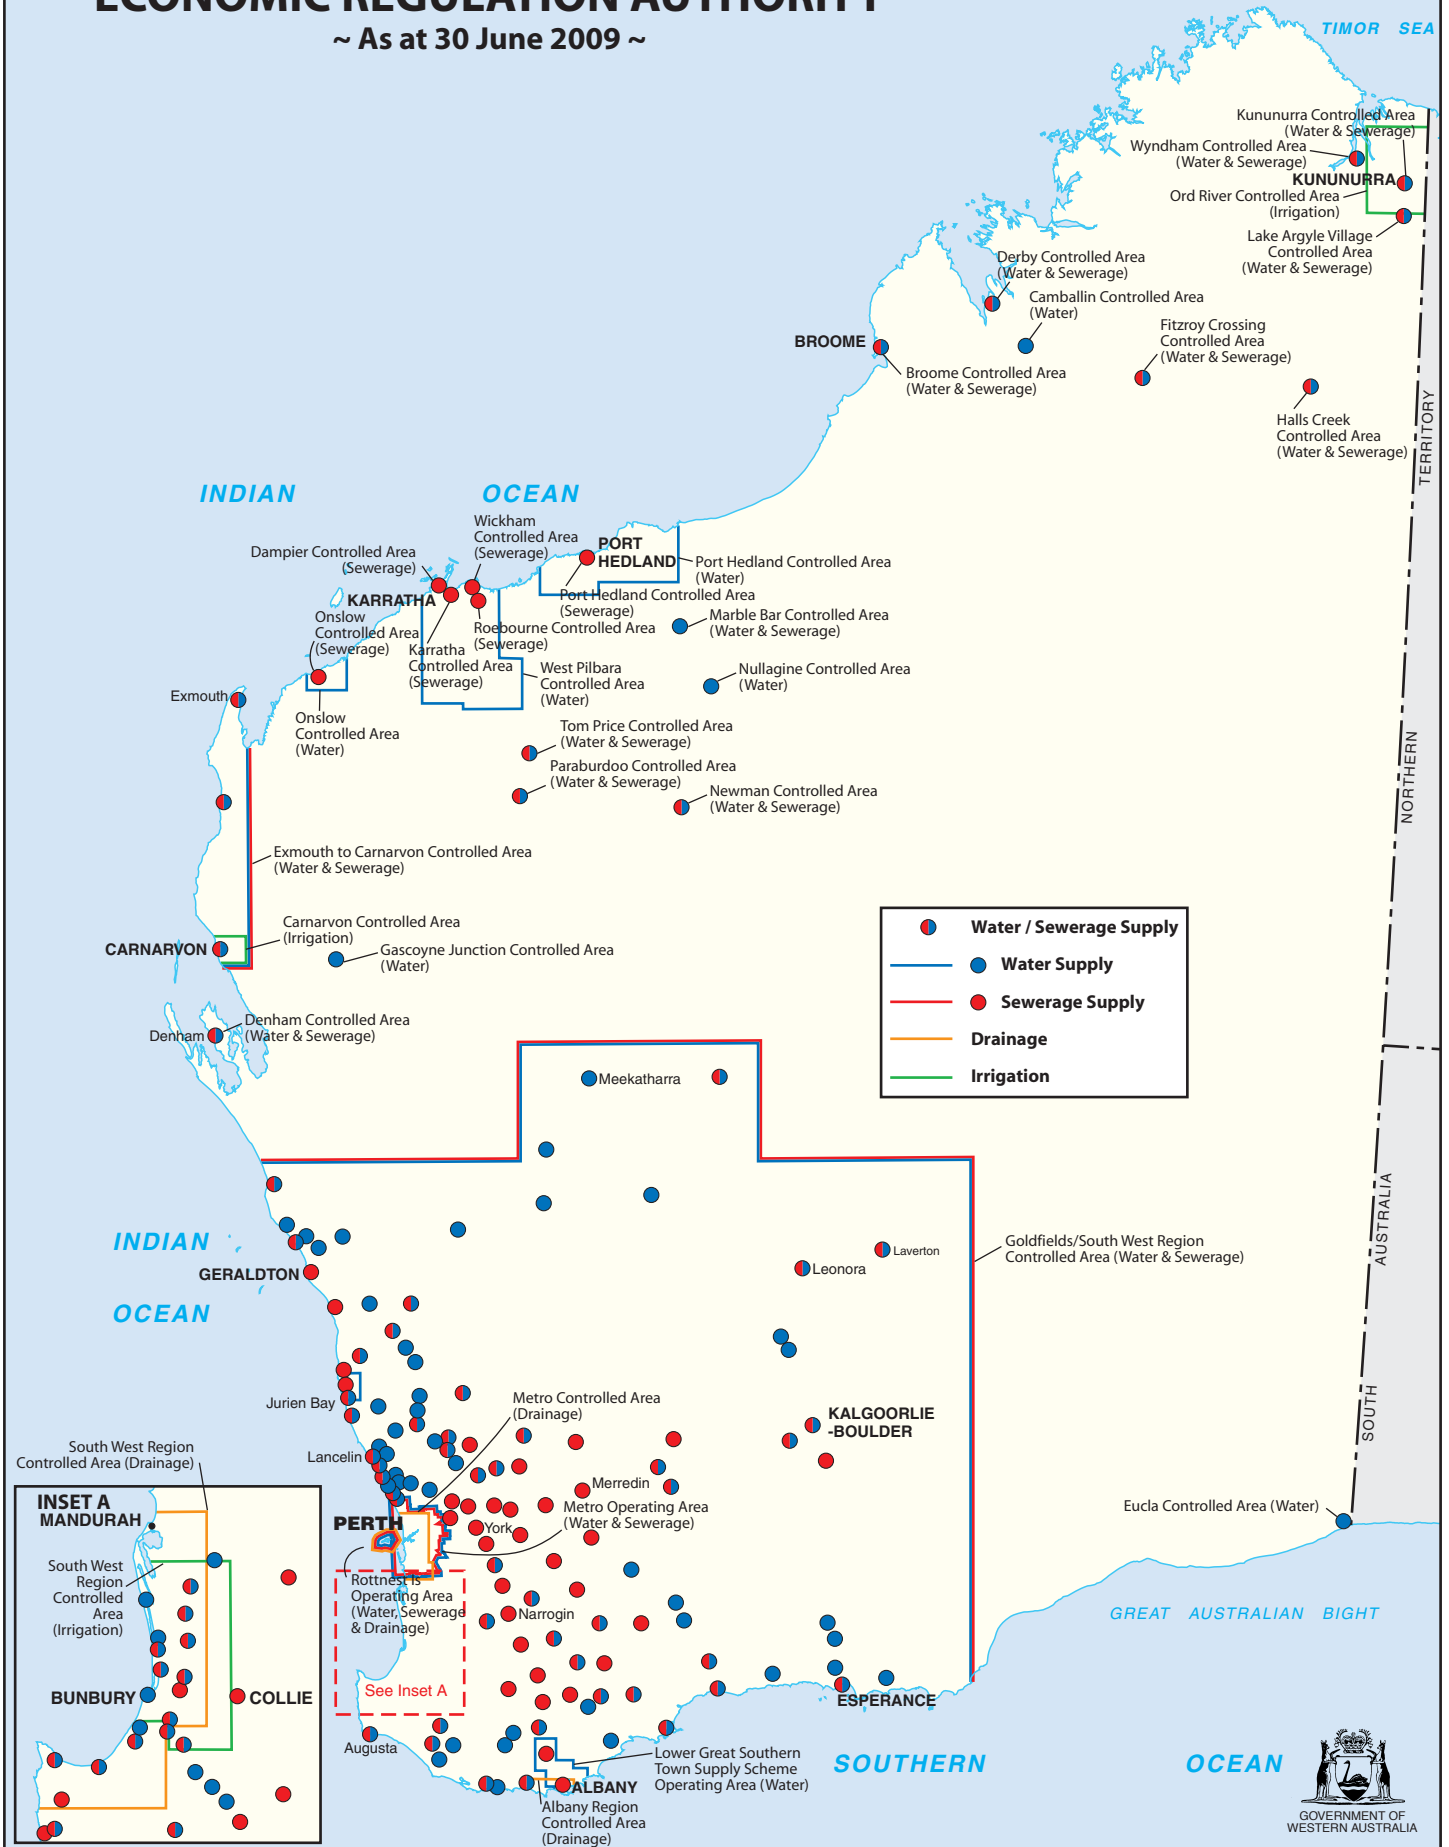 ECONOMIC REGULATION AUTHORITY
~ As at 30 June 2009 ~
TIMOR SEA
Kununurra Controlled Area
(Water & Sewerage)
Wyndham Controlled Area
(Water & Sewerage)
KUNUNURRA
Ord River Controlled Area
(Irrigation)
Lake Argyle Village
Controlled Area
(Water & Sewerage)
Derby Controlled Area
(Water & Sewerage)
Camballin Controlled Area
(Water)
Fitzroy Crossing
Controlled Area
(Water & Sewerage)
BROOME
Broome Controlled Area
(Water & Sewerage)
Halls Creek
Controlled Area
(Water & Sewerage)
NORTHERN TERRITORY
INDIAN OCEAN
Wickham
Controlled Area
(Sewerage)
Dampier Controlled Area
(Sewerage)
PORT
HEDLAND
Port Hedland Controlled Area
(Water)
KARRATHA
Port Hedland Controlled Area
(Sewerage)
Onslow
Controlled Area
(Sewerage)
Roebourne Controlled Area
(Sewerage)
Marble Bar Controlled Area
(Water & Sewerage)
Karratha
Controlled Area
(Sewerage)
West Pilbara
Controlled Area
(Water)
Nullagine Controlled Area
(Water)
Exmouth
Onslow
Controlled Area
(Water)
Tom Price Controlled Area
(Water & Sewerage)
Paraburdoo Controlled Area
(Water & Sewerage)
Newman Controlled Area
(Water & Sewerage)
Exmouth to Carnarvon Controlled Area
(Water & Sewerage)
Carnarvon Controlled Area
(Irrigation)
CARNARVON
Gascoyne Junction Controlled Area
(Water)
Water / Sewerage Supply
Water Supply
Sewerage Supply
Drainage
Irrigation
Denham
Denham Controlled Area
(Water & Sewerage)
Meekatharra
SOUTH AUSTRALIA
INDIAN
OCEAN
GERALDTON
Laverton
Leonora
Goldfields/South West Region
Controlled Area (Water & Sewerage)
Jurien Bay
Metro Controlled Area
(Drainage)
KALGOORLIE
-BOULDER
Lancelin
Merredin
Metro Operating Area
(Water & Sewerage)
PERTH
York
Eucla Controlled Area (Water)
South West Region
Controlled Area (Drainage)
INSET A
MANDURAH
South West
Region
Controlled
Area
(Irrigation)
BUNBURY
COLLIE
Rottnest Is
Operating Area
(Water, Sewerage
& Drainage)
Narrogin
See Inset A
GREAT AUSTRALIAN BIGHT
ESPERANCE
Augusta
Lower Great Southern
Town Supply Scheme
Operating Area (Water)
ALBANY
Albany Region
Controlled Area
(Drainage)
SOUTHERN OCEAN
GOVERNMENT OF
WESTERN AUSTRALIA